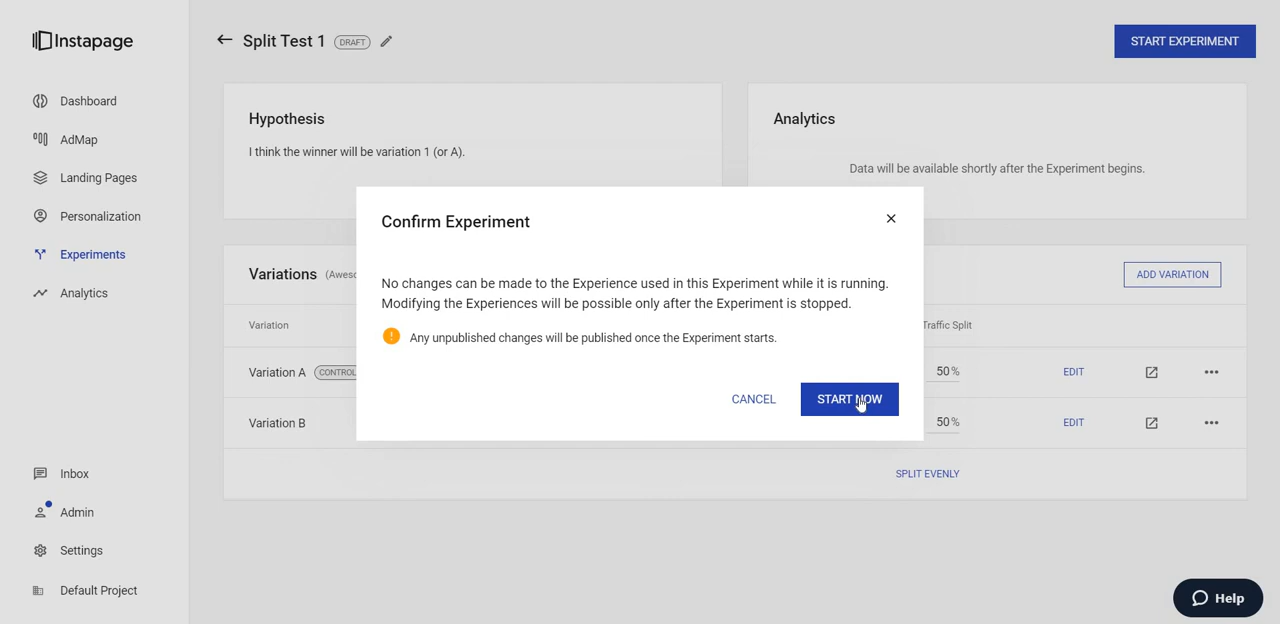 Instapage
Split Test 1 DRAFT
START EXPERIMENT
Dashboard
AdMap
Landing Pages
Personalization
Experiments
Analytics
Inbox
Admin
Settings
Default Project
Hypothesis
I think the winner will be variation 1 (or A).
Analytics
Data will be available shortly after the Experiment begins.
Confirm Experiment
No changes can be made to the Experience used in this Experiment while it is running.
Modifying the Experiences will be possible only after the Experiment is stopped.
! Any unpublished changes will be published once the Experiment starts.
CANCEL START NOW
Variations
ADD VARIATION
Variation Traffic Split
Variation A CONTROL 50 % EDIT
Variation B 50 % EDIT
SPLIT EVENLY
Help